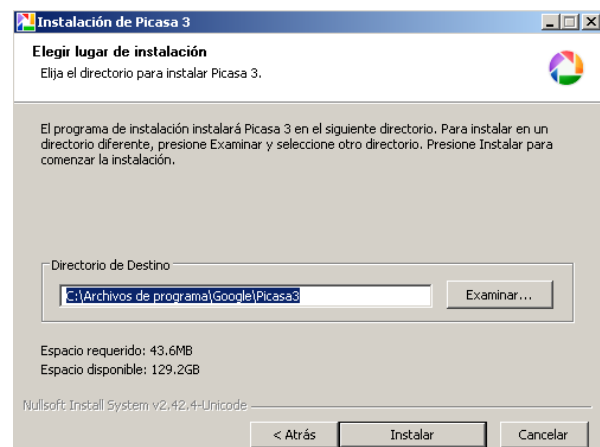 Instalación de Picasa 3
Elegir lugar de instalación
Elija el directorio para instalar Picasa 3.
El programa de instalación instalará Picasa 3 en el siguiente directorio. Para instalar en un
directorio diferente, presione Examinar y seleccione otro directorio. Presione Instalar para
comenzar la instalación.
Directorio de Destino
C:\Archivos de programa\Google\Picasa3
Examinar...
Espacio requerido: 43.6MB
Espacio disponible: 129.2GB
Nullsoft Install System v2.42.4-Unicode
< Atrás
Instalar
Cancelar